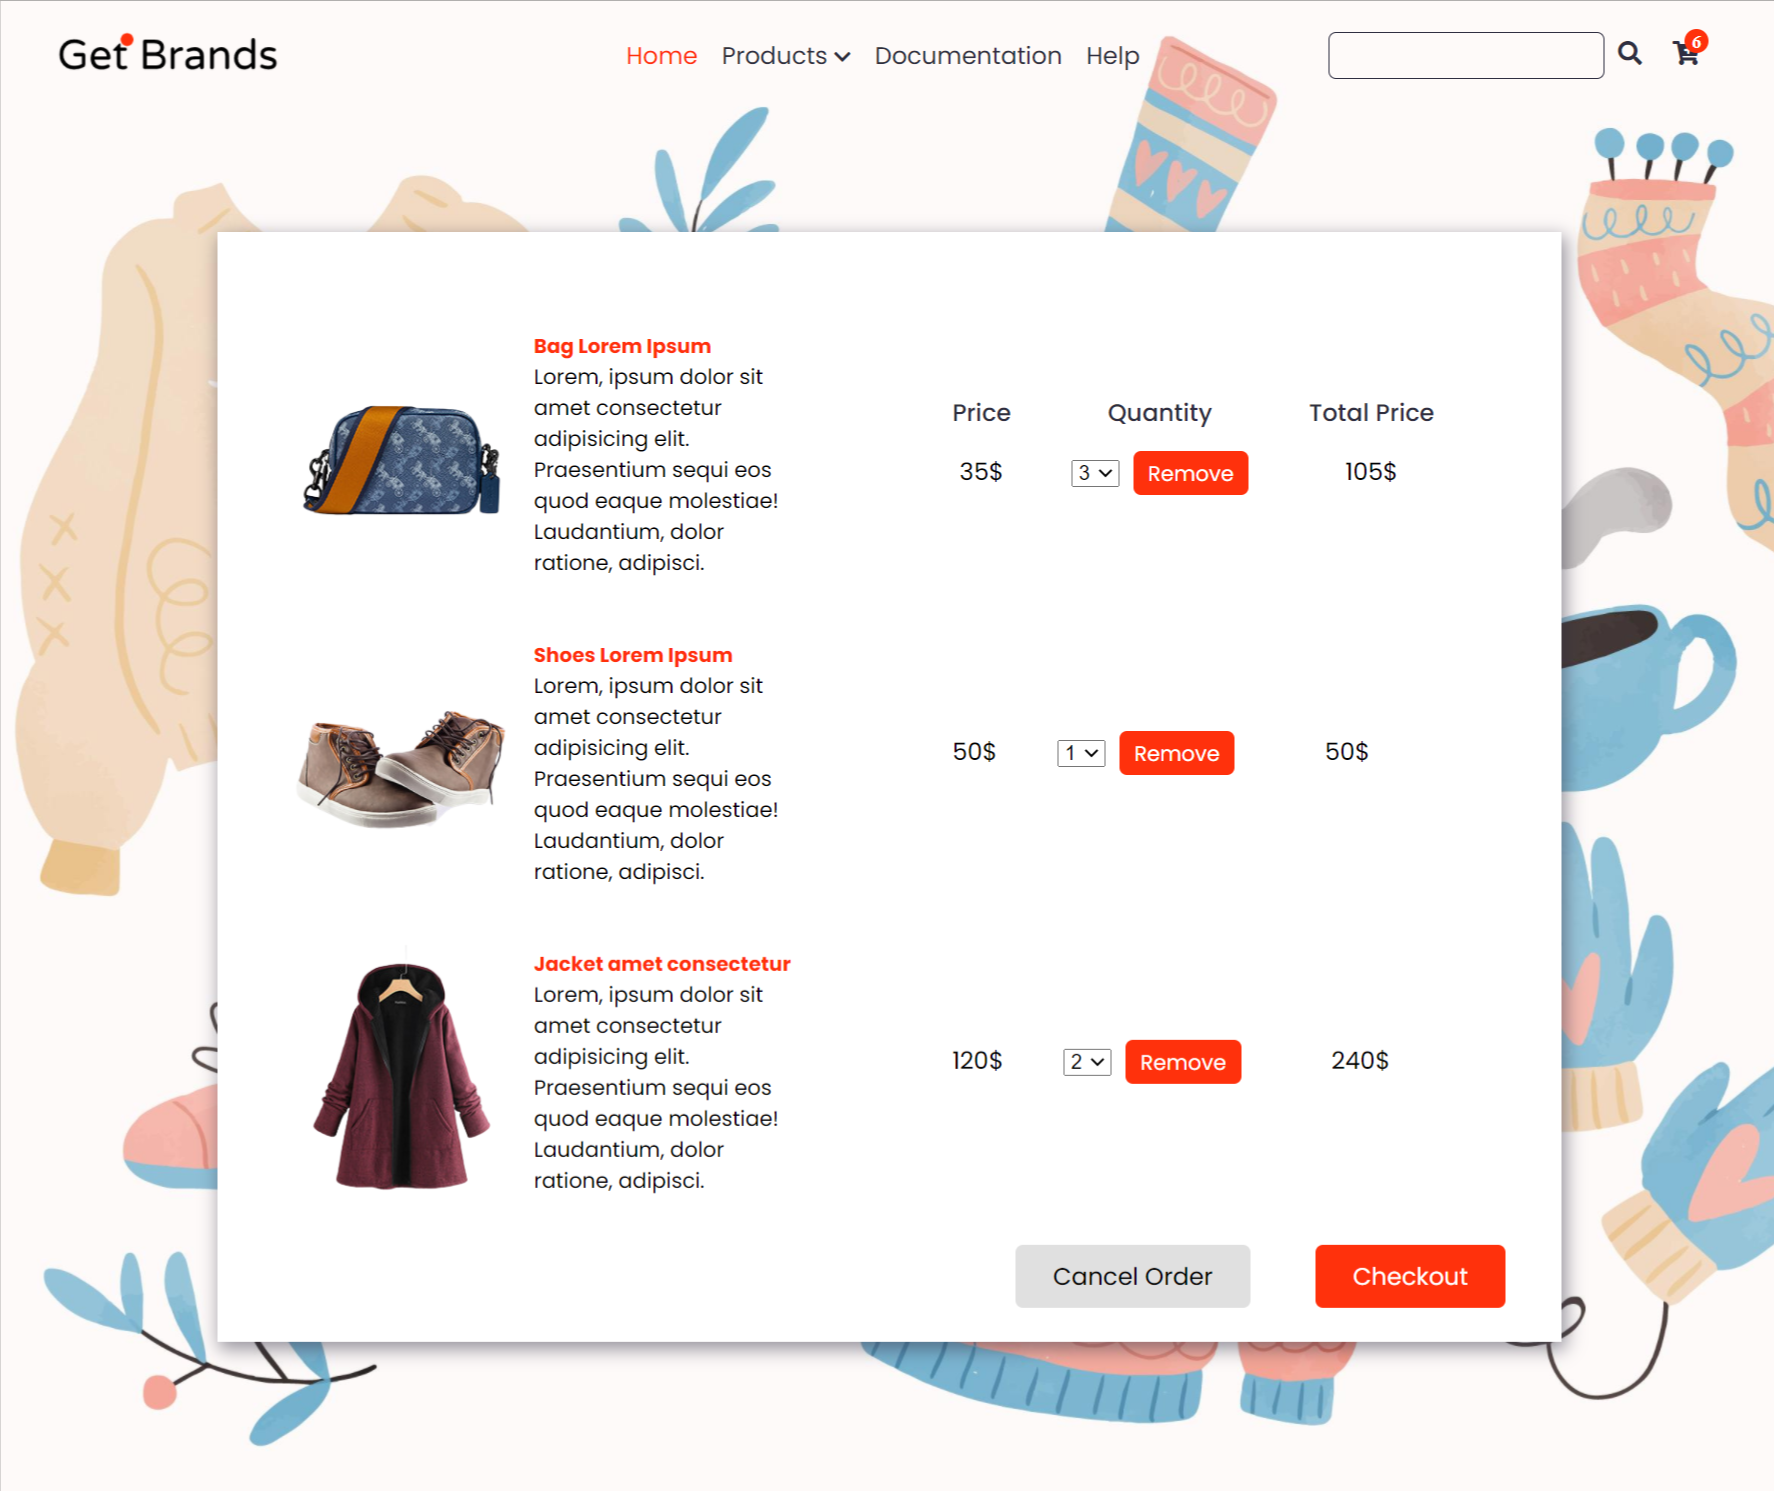 Get Brands
Home Products Documentation Help
6
Bag Lorem Ipsum
Lorem, ipsum dolor sit
amet consectetur
adipisicing elit.
Praesentium sequi eos
quod eaque molestiae!
Laudantium, dolor
ratione, adipisci.
Price Quantity Total Price
35$ 3 Remove 105$
Shoes Lorem Ipsum
Lorem, ipsum dolor sit
amet consectetur
adipisicing elit.
Praesentium sequi eos
quod eaque molestiae!
Laudantium, dolor
ratione, adipisci.
50$ 1 Remove 50$
Jacket amet consectetur
Lorem, ipsum dolor sit
amet consectetur
adipisicing elit.
Praesentium sequi eos
quod eaque molestiae!
Laudantium, dolor
ratione, adipisci.
120$ 2 Remove 240$
Cancel Order Checkout